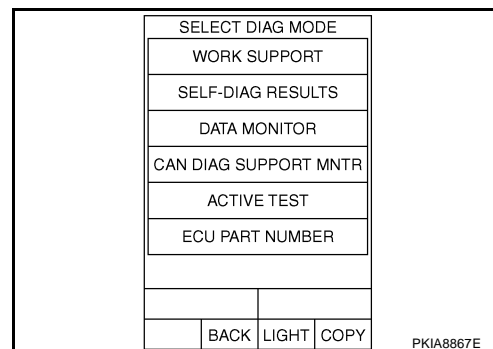 SELECT DIAG MODE
WORK SUPPORT
SELF-DIAG RESULTS
DATA MONITOR
CAN DIAG SUPPORT MNTR
ACTIVE TEST
ECU PART NUMBER
BACK LIGHT COPY
PKIA8867E